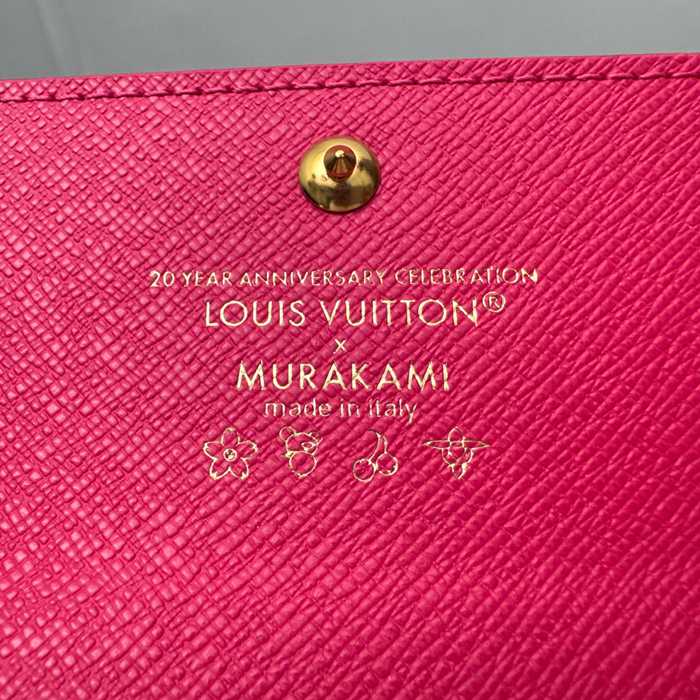 20 YEAR ANNIVERSARY CELEBRATION
LOUIS VUITTON®
x
MURAKAMI
made in italy